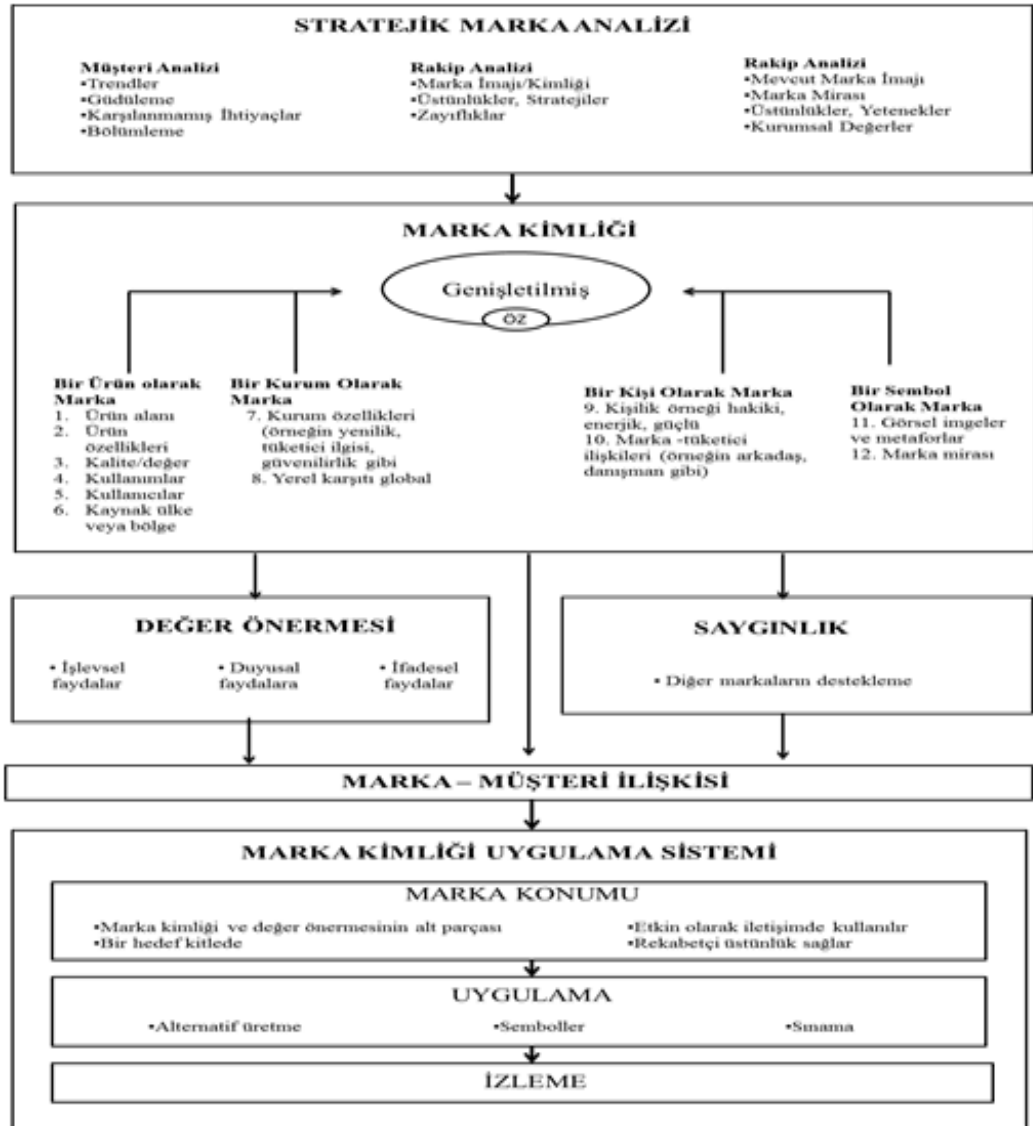 STRATEJİK MARKA ANALİZİ
Müşteri Analizi
•Trendler
•Güdüleme
•Karşılanmamış İhtiyaçlar
•Bölümleme
Rakip Analizi
•Marka İmajı/Kimliği
•Üstünlükler, Stratejiler
•Zayıflıklar
Rakip Analizi
•Mevcut Marka İmajı
•Marka Mirası
•Üstünlükler, Yetenekler
•Kurumsal Değerler
MARKA KİMLİĞİ
Genişletilmiş
ÖZ
Bir Ürün olarak
Marka
1. Ürün alanı
2. Ürün
özellikleri
3. Kalite/değer
4. Kullanımlar
5. Kullanıcılar
6. Kaynak ülke
veya bölge
Bir Kurum Olarak
Marka
7. Kurum özellikleri
(örneğin yenilik,
tüketici ilgisi,
güvenilirlik gibi
8. Yerel karşıtı global
Bir Kişi Olarak Marka
9. Kişilik örneği hakiki,
enerjik, güçlü
10. Marka -tüketici
ilişkileri (örneğin arkadaş,
danışman gibi)
Bir Sembol
Olarak Marka
11. Görsel imgeler
ve metaforlar
12. Marka mirası
DEĞER ÖNERMESİ
• İşlevsel
faydalar
• Duyusal
faydalara
• İfadesel
faydalar
SAYGINLIK
• Diğer markaların destekleme
MARKA – MÜŞTERİ İLİŞKİSİ
MARKA KİMLİĞİ UYGULAMA SİSTEMİ
MARKA KONUMU
•Marka kimliği ve değer önermesinin alt parçası
•Bir hedef kitlede
•Etkin olarak iletişimde kullanılır
•Rekabetçi üstünlük sağlar
UYGULAMA
•Alternatif üretme
•Semboller
•Sınama
İZLEME